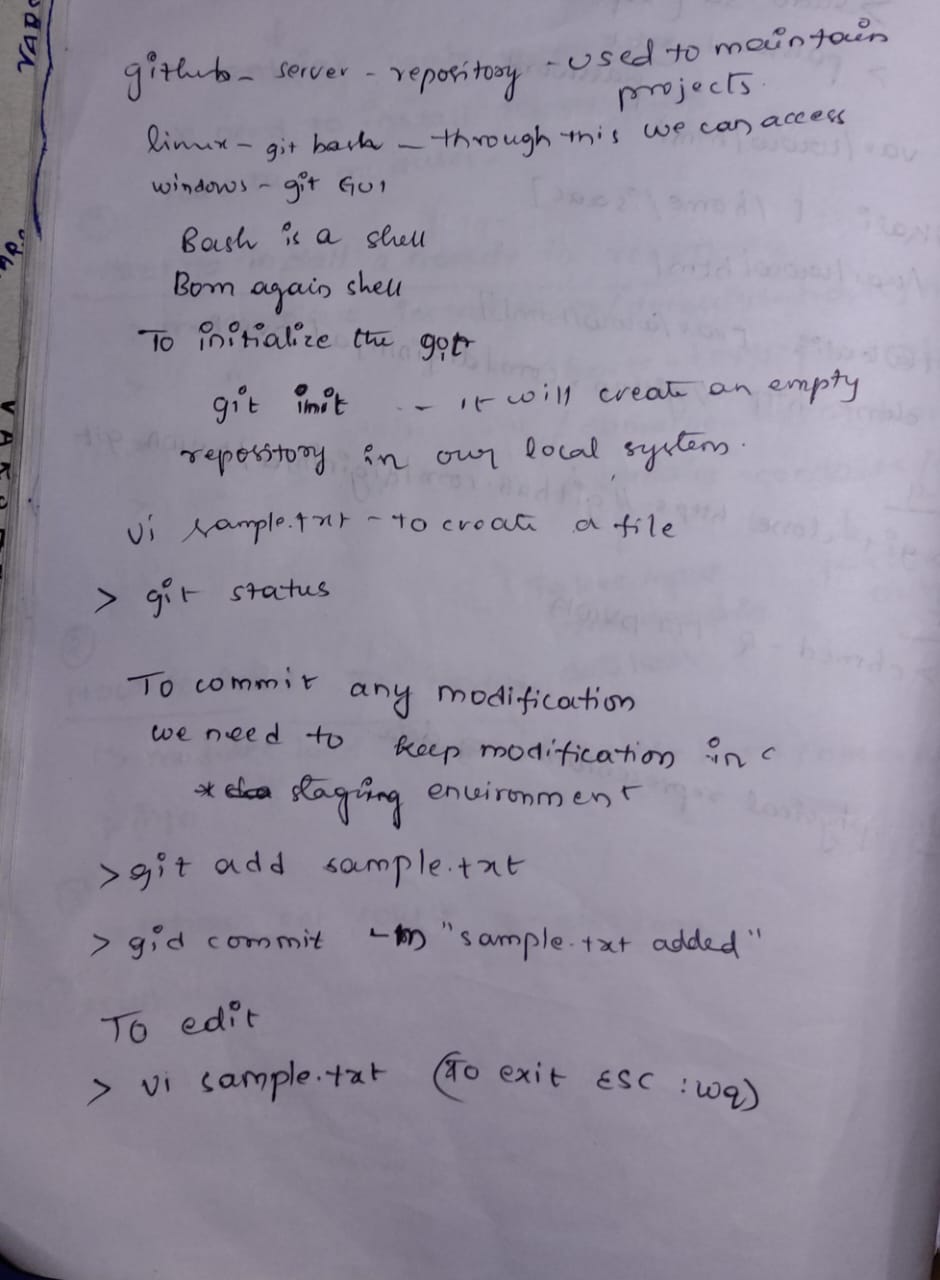 github - server - repository - used to maintain
projects.
linux - git bash - through this we can access
windows - git GUI
Bash is a shell
Born again shell
To initialize the git
git init - it will create an empty
repository in our local system.
vi sample.txt - to create a file
> git status
To commit any modification
we need to keep modification in
* staging environment
> git add sample.txt
> gid commit -m "sample.txt added"
To edit
> vi sample.txt (To exit ESC :wq)